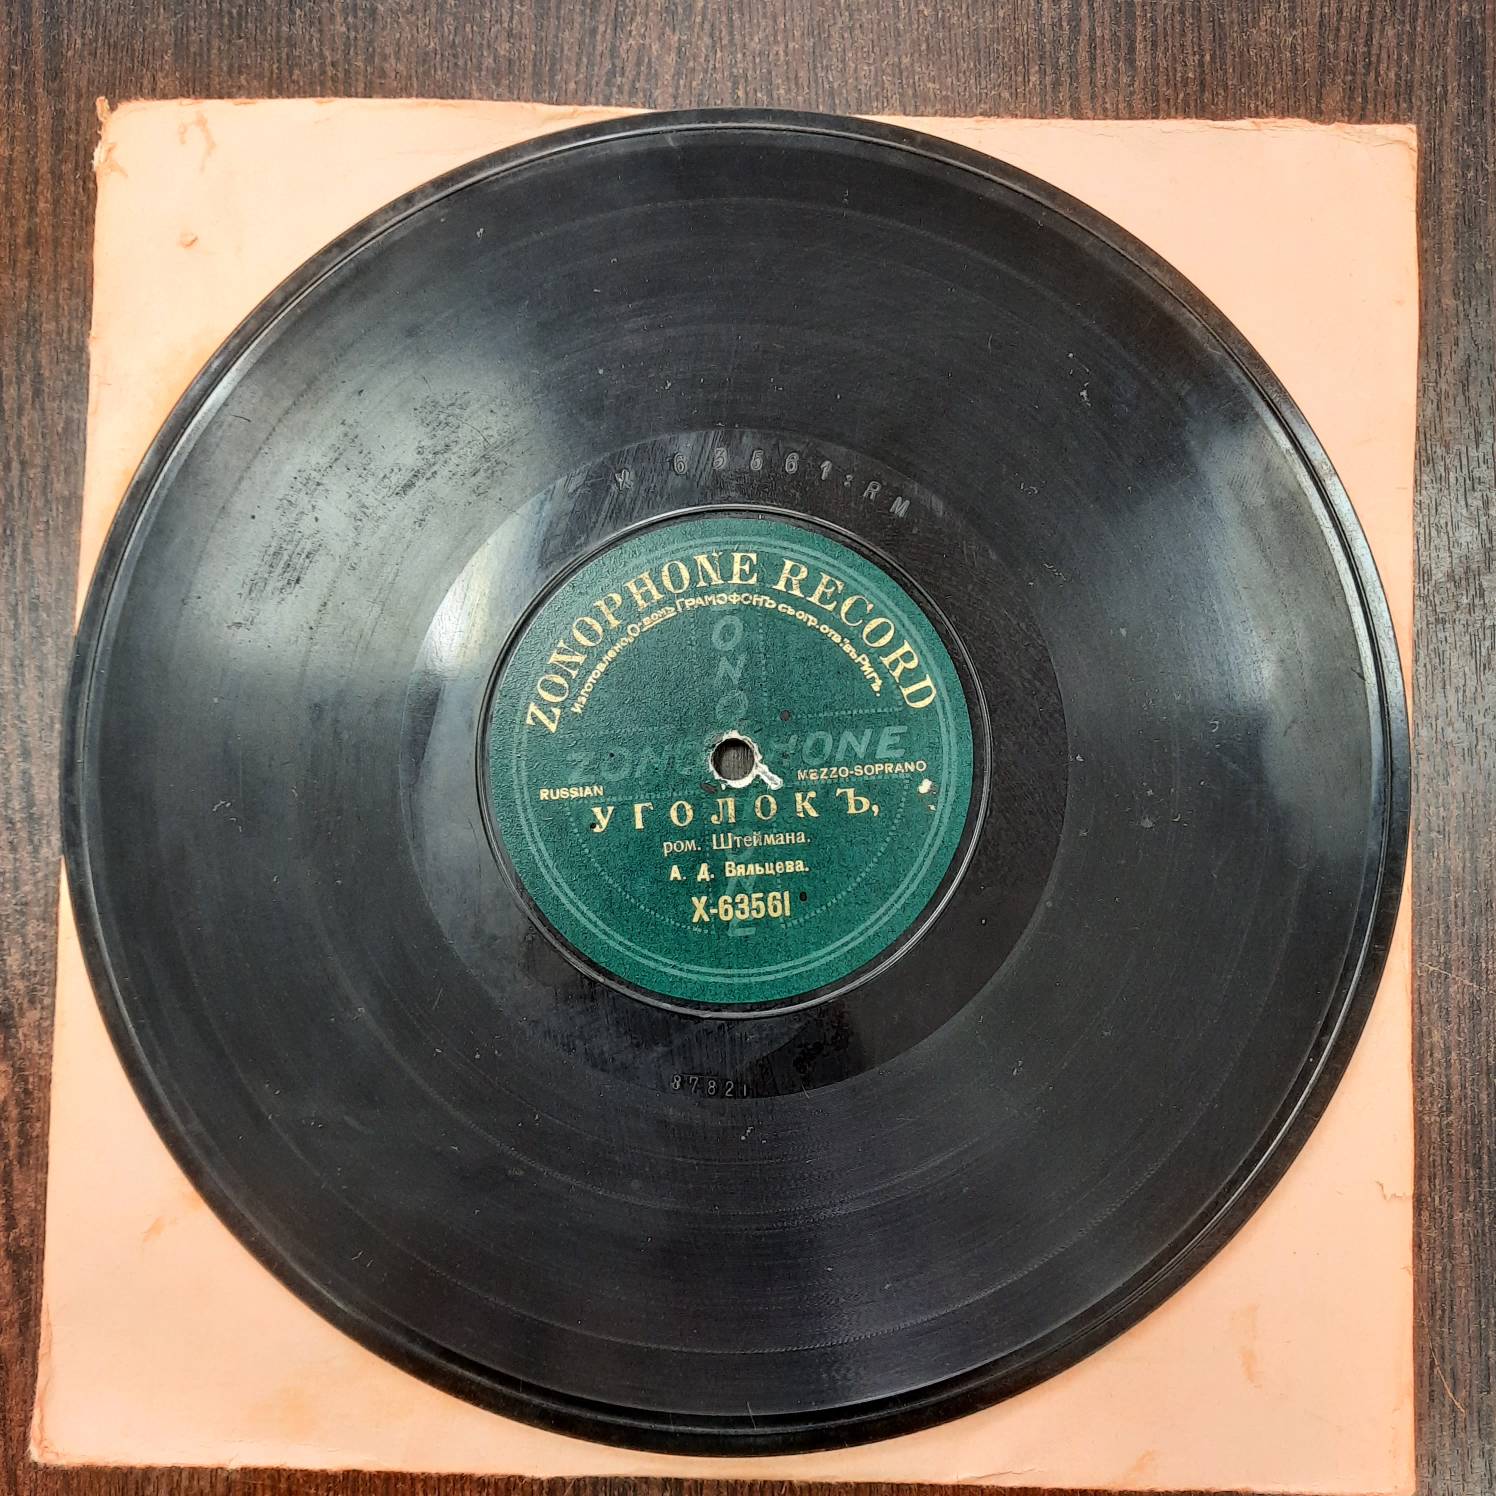 X 63561:RM
ZONOPHONE RECORD
изготовлено О-вомъ ГРАМОФОНЪ съ огр. отв. въ Ригѣ.
ZONOPHONE
RUSSIAN
MEZZO-SOPRANO
УГОЛОКЪ,
ром. Штеймана.
А. Д. Вяльцева.
X-63561
87821